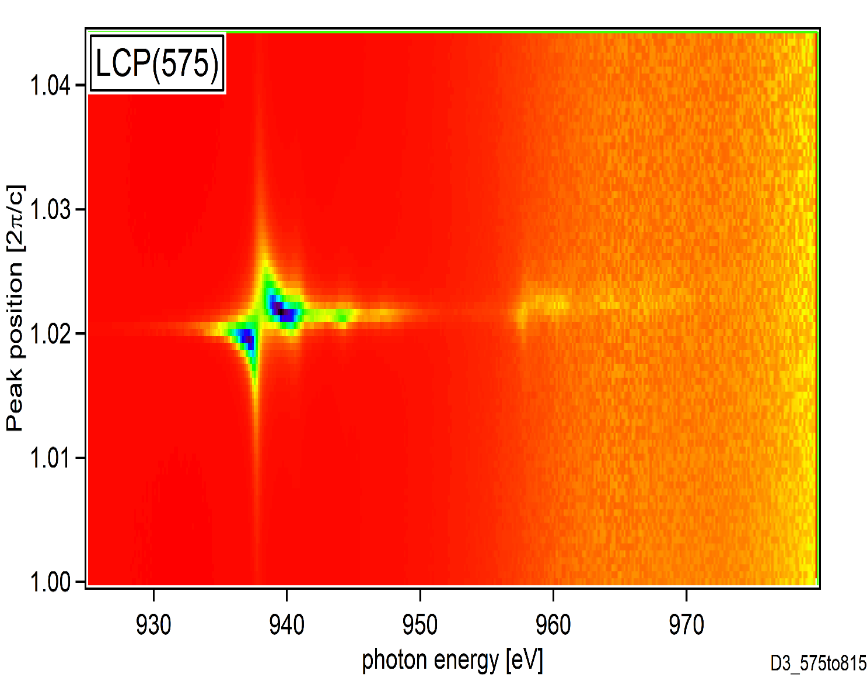 LCP(575)
Peak position [2π/c]
1.04
1.03
1.02
1.01
1.00
930 940 950 960 970
photon energy [eV]
D3_575to815